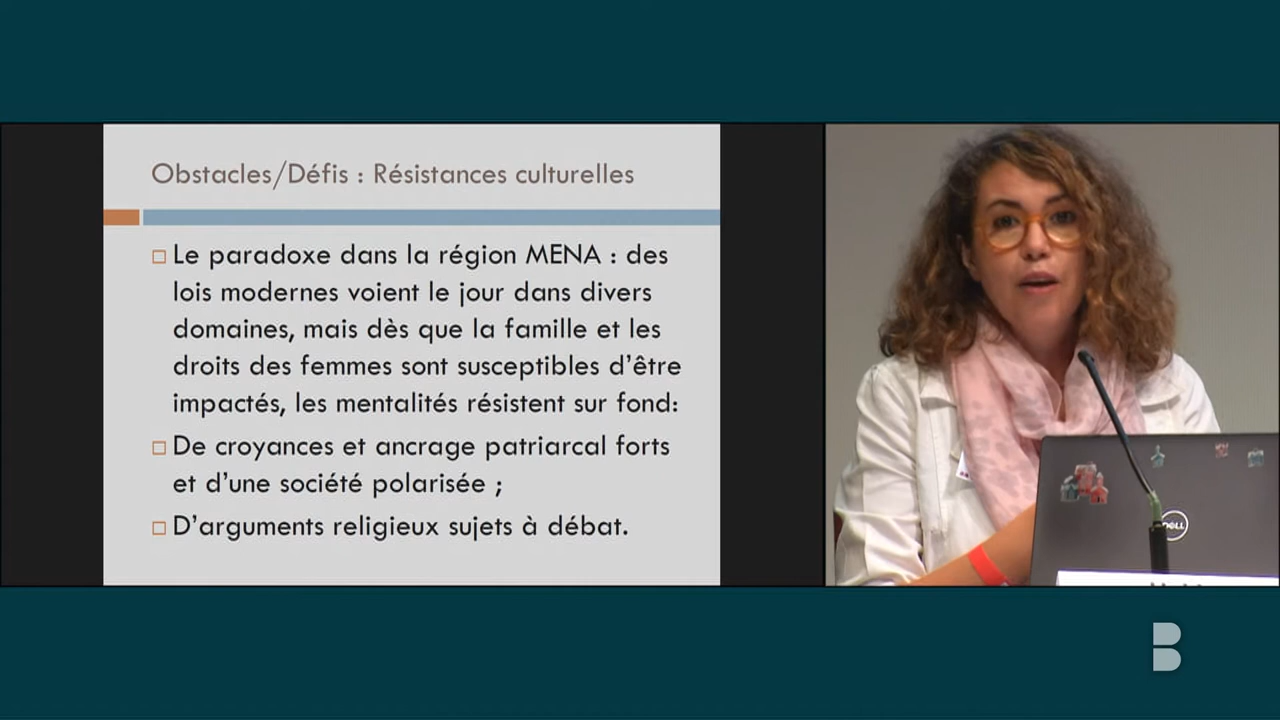 Obstacles/Défis : Résistances culturelles
□ Le paradoxe dans la région MENA : des
lois modernes voient le jour dans divers
domaines, mais dès que la famille et les
droits des femmes sont susceptibles d’être
impactés, les mentalités résistent sur fond:
□ De croyances et ancrage patriarcal forts
et d’une société polarisée ;
□ D’arguments religieux sujets à débat.
DELL
B